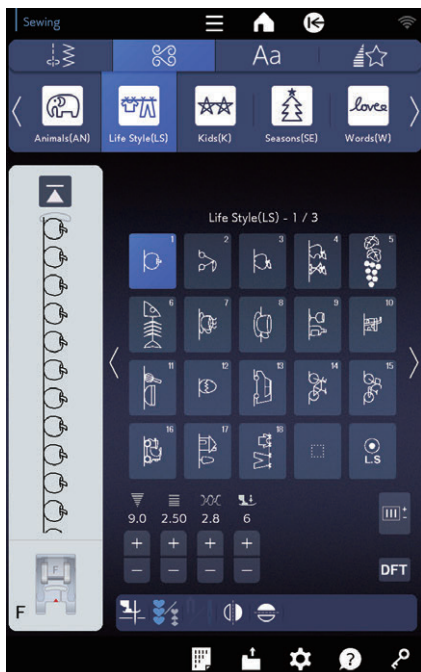 Sewing
Aa
lovee
Animals(AN) Life Style(LS) Kids(K) Seasons(SE) Words(W)
Life Style(LS) - 1 / 3
1 2 3 4 5
6 7 8 9 10
11 12 13 14 15
16 17 18
L.S
9.0 2.50 2.8 6
+ + + +
− − − −
DFT
F
F
?